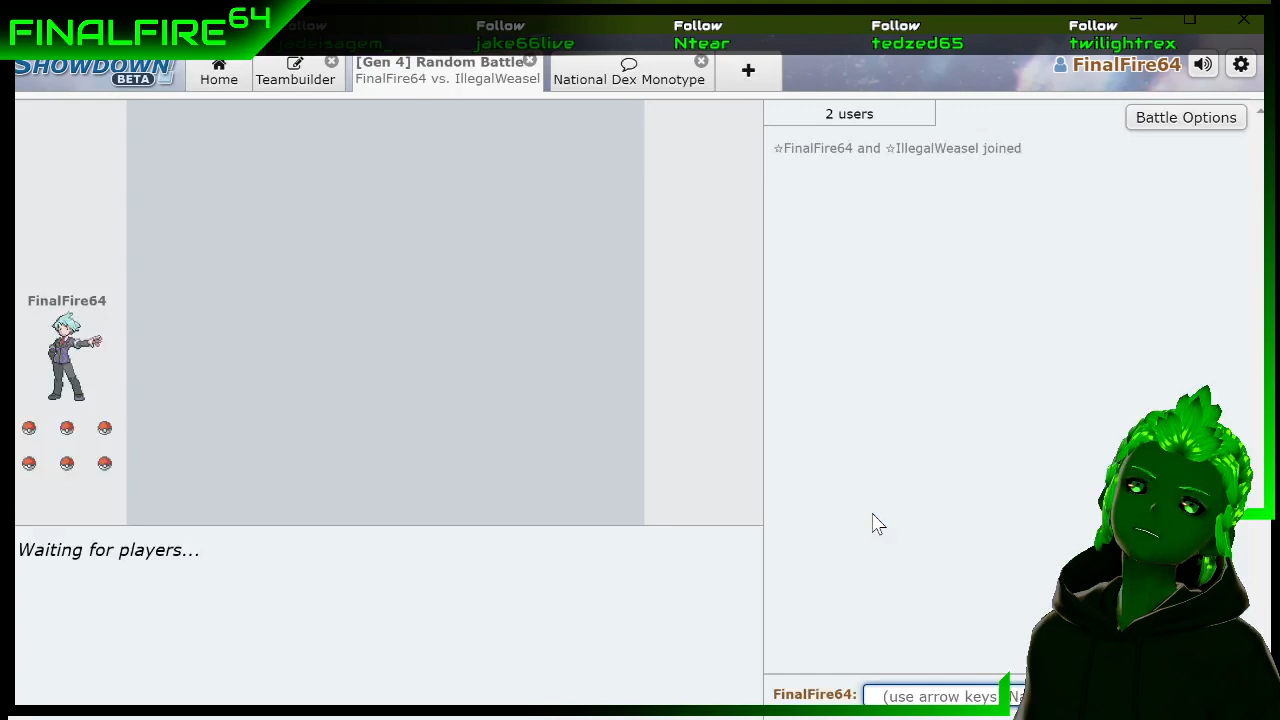 FINALFIRE64
Follow
jadeisagem_
Follow
jake66live
Follow
Ntear
Follow
tedzed65
Follow
twilightrex
SHOWDOWN
BETA
Home
Teambuilder
[Gen 4] Random Battle
FinalFire64 vs. IllegalWeasel
National Dex Monotype
FinalFire64
2 users
Battle Options
☆FinalFire64 and ☆IllegalWeasel joined
FinalFire64
Waiting for players...
FinalFire64:
(use arrow keys